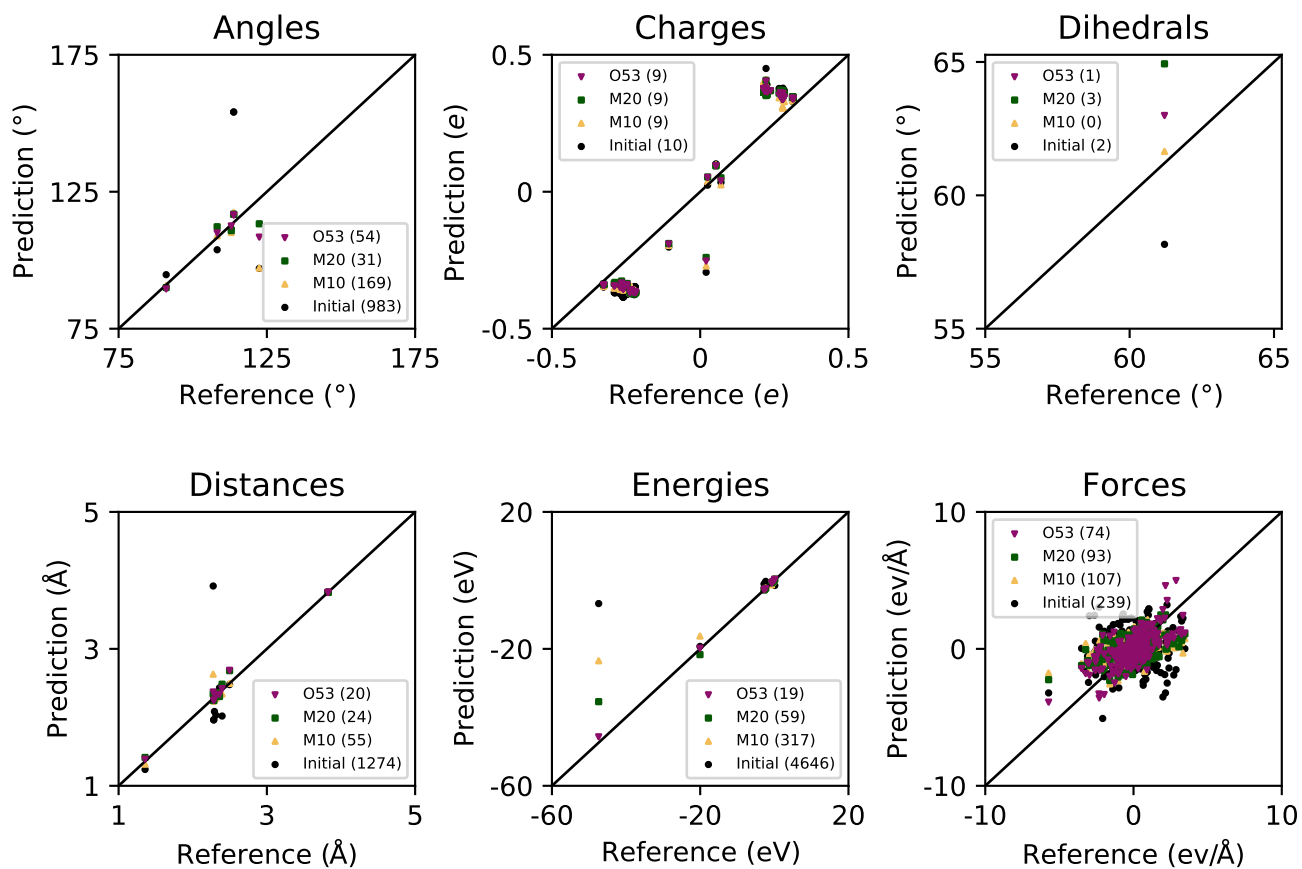 Angles
175
125
75
75
125
175
Prediction (°)
Reference (°)
O53 (54)
M20 (31)
M10 (169)
Initial (983)
Charges
0.5
0
-0.5
-0.5
0
0.5
Prediction (e)
Reference (e)
O53 (9)
M20 (9)
M10 (9)
Initial (10)
Dihedrals
65
60
55
55
60
65
Prediction (°)
Reference (°)
O53 (1)
M20 (3)
M10 (0)
Initial (2)
Distances
5
3
1
1
3
5
Prediction (Å)
Reference (Å)
O53 (20)
M20 (24)
M10 (55)
Initial (1274)
Energies
20
-20
-60
-60
-20
20
Prediction (eV)
Reference (eV)
O53 (19)
M20 (59)
M10 (317)
Initial (4646)
Forces
10
0
-10
-10
0
10
Prediction (ev/Å)
Reference (ev/Å)
O53 (74)
M20 (93)
M10 (107)
Initial (239)